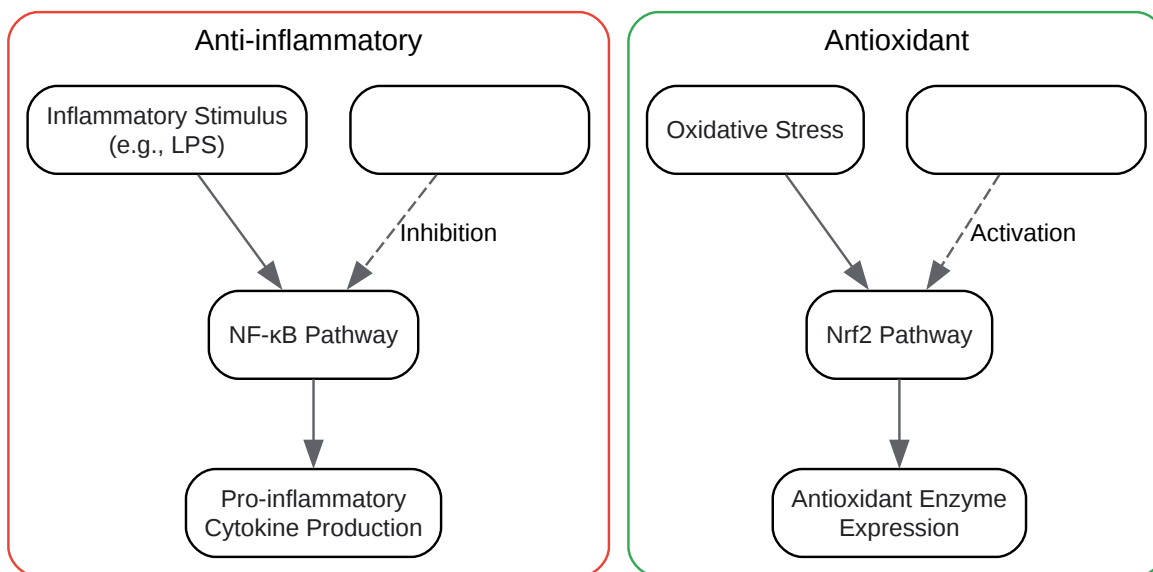 Anti-inflammatory
Inflammatory Stimulus
(e.g., LPS)
Inhibition
NF-κB Pathway
Pro-inflammatory
Cytokine Production
Antioxidant
Oxidative Stress
Activation
Nrf2 Pathway
Antioxidant Enzyme
Expression